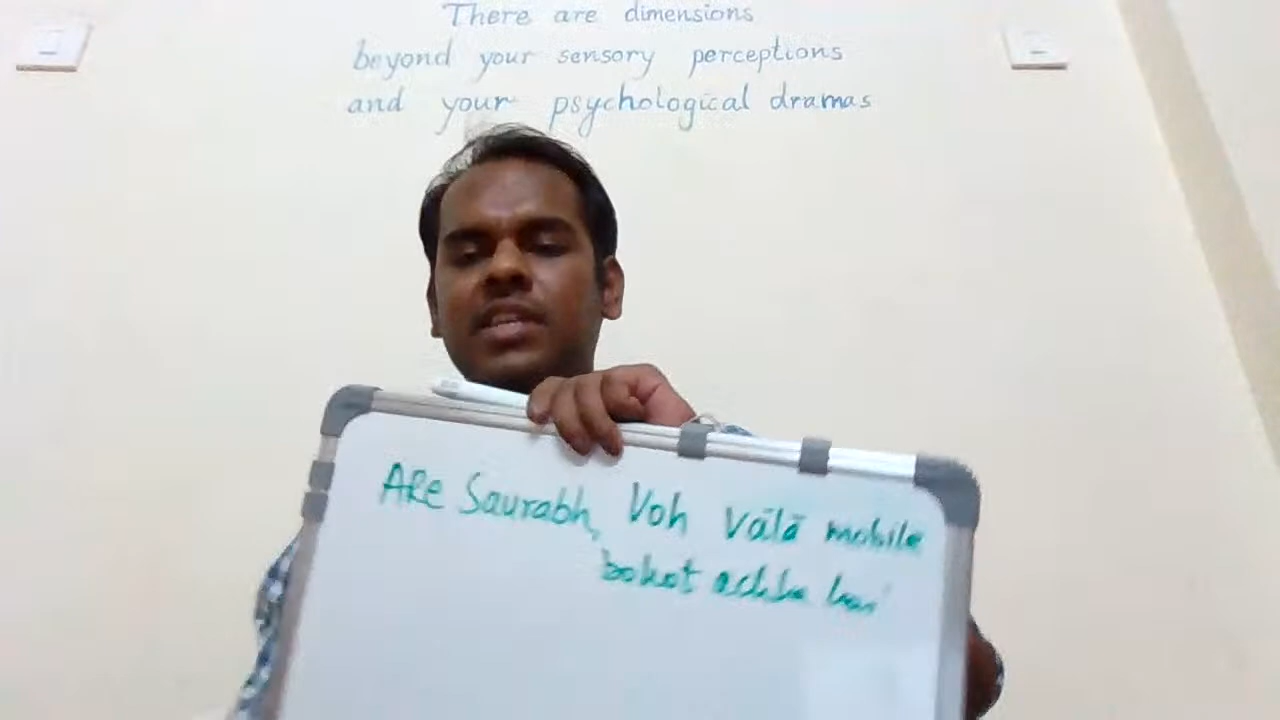 There are dimensions
beyond your sensory perceptions
and your psychological dramas
ARe Saurabh, Voh Vālā mobile
bohot achha hai